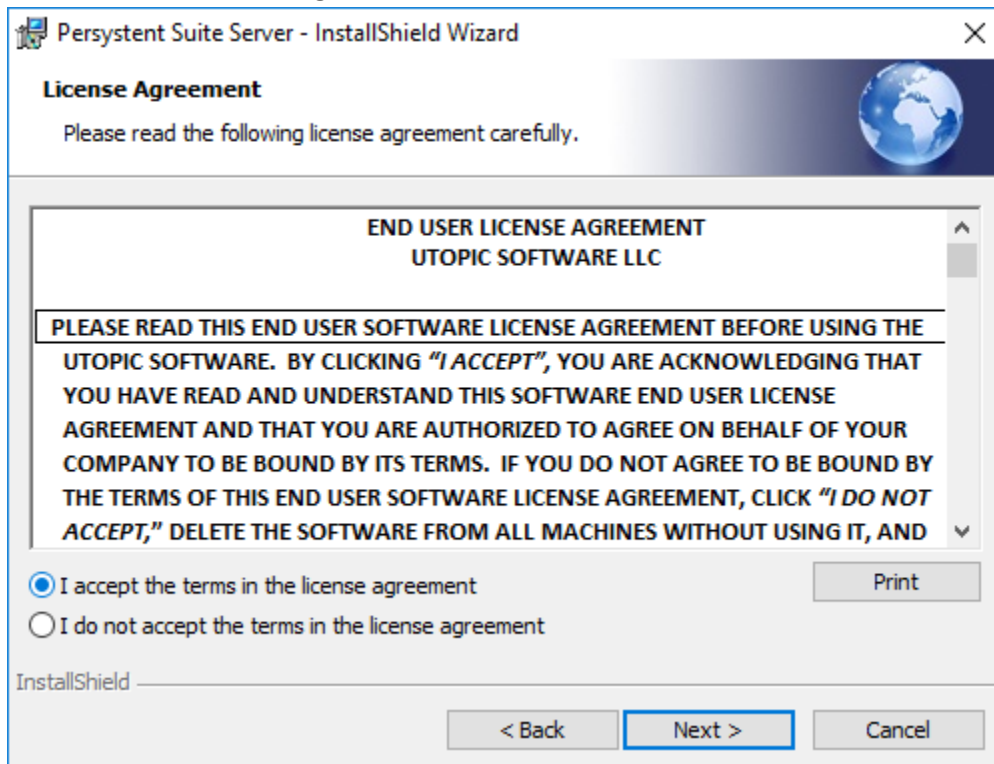 Persystent Suite Server - InstallShield Wizard
License Agreement
Please read the following license agreement carefully.
END USER LICENSE AGREEMENT
UTOPIC SOFTWARE LLC
PLEASE READ THIS END USER SOFTWARE LICENSE AGREEMENT BEFORE USING THE
UTOPIC SOFTWARE. BY CLICKING "I ACCEPT", YOU ARE ACKNOWLEDGING THAT
YOU HAVE READ AND UNDERSTAND THIS SOFTWARE END USER LICENSE
AGREEMENT AND THAT YOU ARE AUTHORIZED TO AGREE ON BEHALF OF YOUR
COMPANY TO BE BOUND BY ITS TERMS. IF YOU DO NOT AGREE TO BE BOUND BY
THE TERMS OF THIS END USER SOFTWARE LICENSE AGREEMENT, CLICK "I DO NOT
ACCEPT," DELETE THE SOFTWARE FROM ALL MACHINES WITHOUT USING IT, AND
I accept the terms in the license agreement
Print
I do not accept the terms in the license agreement
InstallShield
< Back
Next >
Cancel